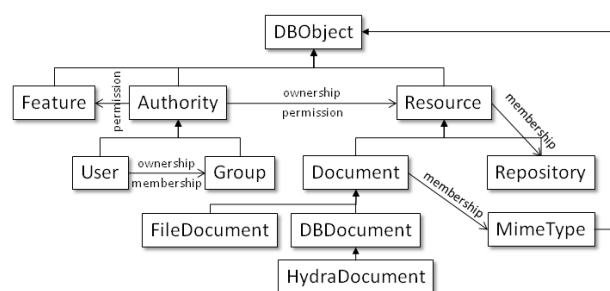 DBObject
Feature
permission
Authority
ownership
permission
Resource
membership
User
ownership
membership
Group
Document
membership
Repository
FileDocument
DBDocument
MimeType
HydraDocument